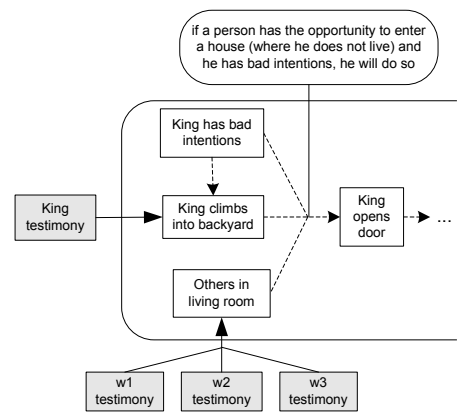 if a person has the opportunity to enter
a house (where he does not live) and
he has bad intentions, he will do so
King has bad
intentions
King
testimony
King climbs
into backyard
King
opens
door
...
Others in
living room
w1
testimony
w2
testimony
w3
testimony